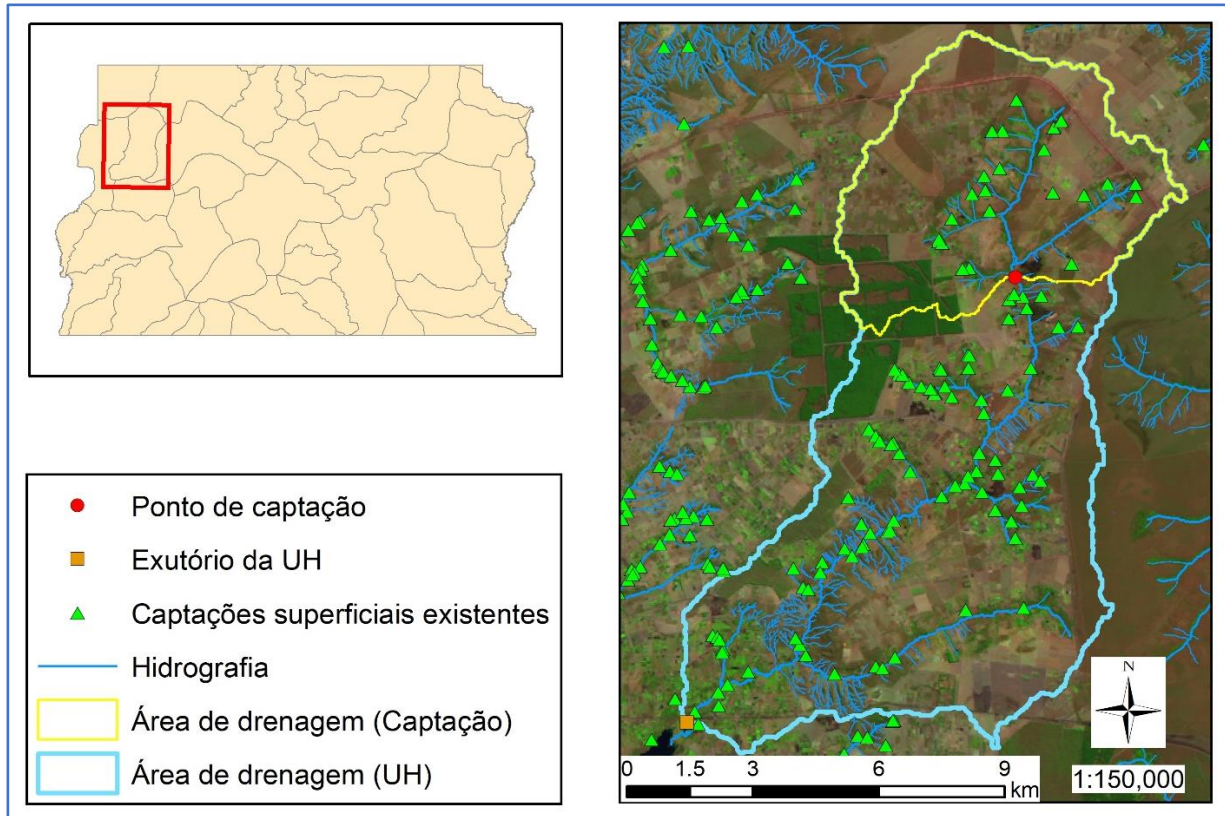 Ponto de captação
Exutório da UH
Captações superficiais existentes
Hidrografia
Área de drenagem (Captação)
Área de drenagem (UH)
N
0 1.5 3 6 9
km
1:150,000